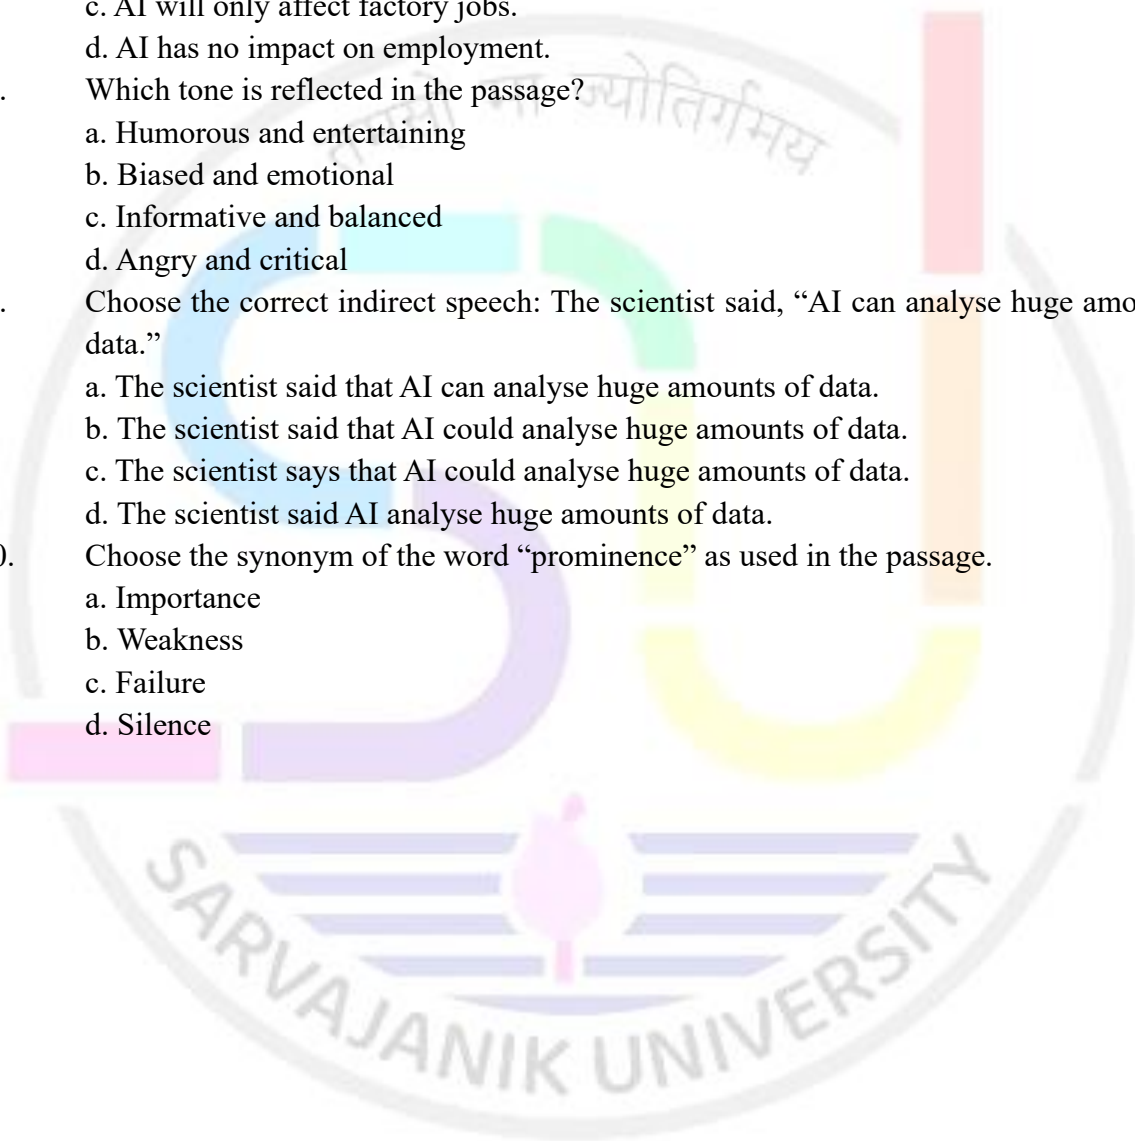 c. AI will only affect factory jobs.
d. AI has no impact on employment.
. Which tone is reflected in the passage?
a. Humorous and entertaining
b. Biased and emotional
c. Informative and balanced
d. Angry and critical
. Choose the correct indirect speech: The scientist said, “AI can analyse huge amo
data.”
a. The scientist said that AI can analyse huge amounts of data.
b. The scientist said that AI could analyse huge amounts of data.
c. The scientist says that AI could analyse huge amounts of data.
d. The scientist said AI analyse huge amounts of data.
0. Choose the synonym of the word “prominence” as used in the passage.
a. Importance
b. Weakness
c. Failure
d. Silence
तमसो मा ज्योतिर्गमय
SARVAJANIK UNIVERSITY